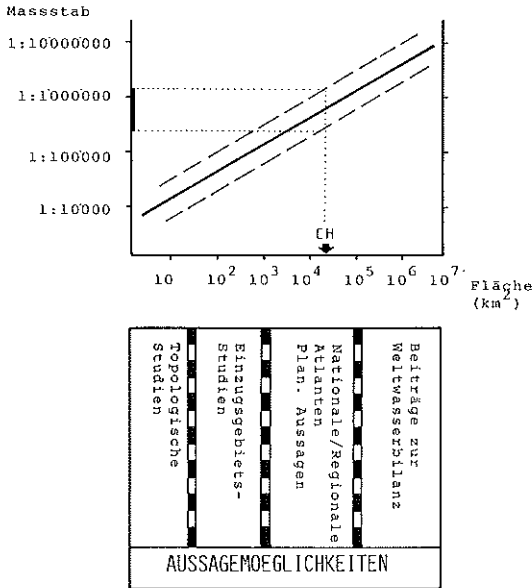 Massstab
1:10000000
1:1000000
1:100000
1:10000
CH
10 10² 10³ 10⁴ 10⁵ 10⁶ 10⁷
Fläche
(km²)
Topologische
Studien
Einzugsgebiets-
Studien
Nationale/Regionale
Atlanten
Plan. Aussagen
Beiträge zur
Weltwasserbilanz
AUSSAGEMOEGLICHKEITEN